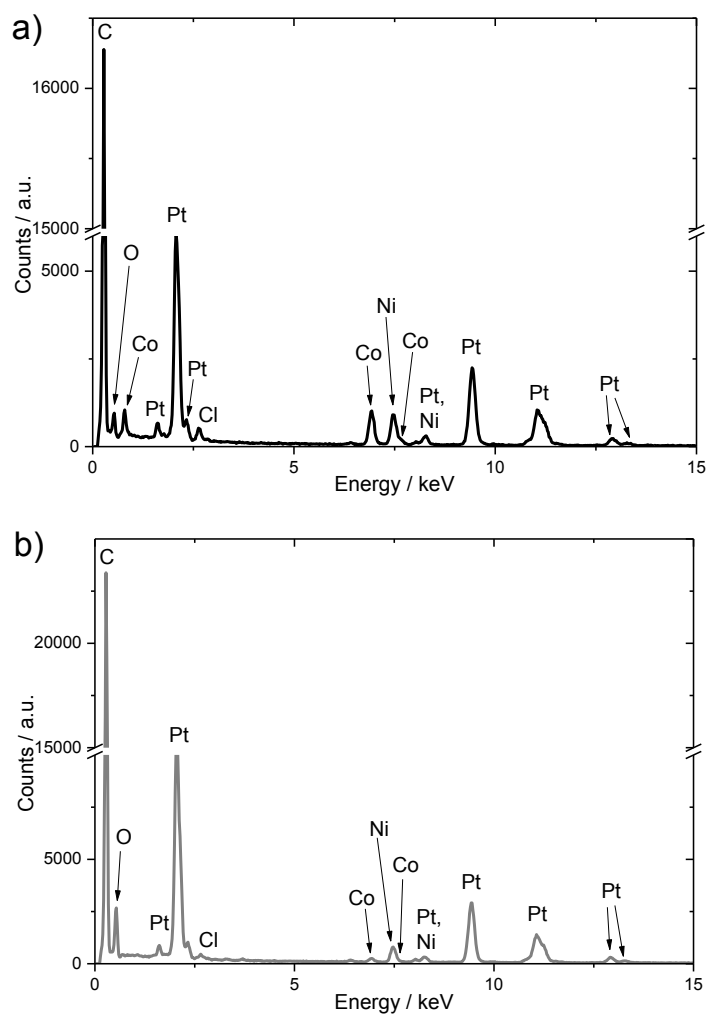 a)
C
16000
15000
Counts / a.u.
Pt
O
5000
Ni
Co
Co
Co
Pt
Pt
Pt,
Ni
Pt
Pt
Pt
Cl
0
0
5
10
15
Energy / keV
b)
C
20000
15000
Counts / a.u.
Pt
O
5000
Ni
Co
Co
Pt
Cl
Pt,
Ni
Pt
Pt
Pt
0
0
5
10
15
Energy / keV